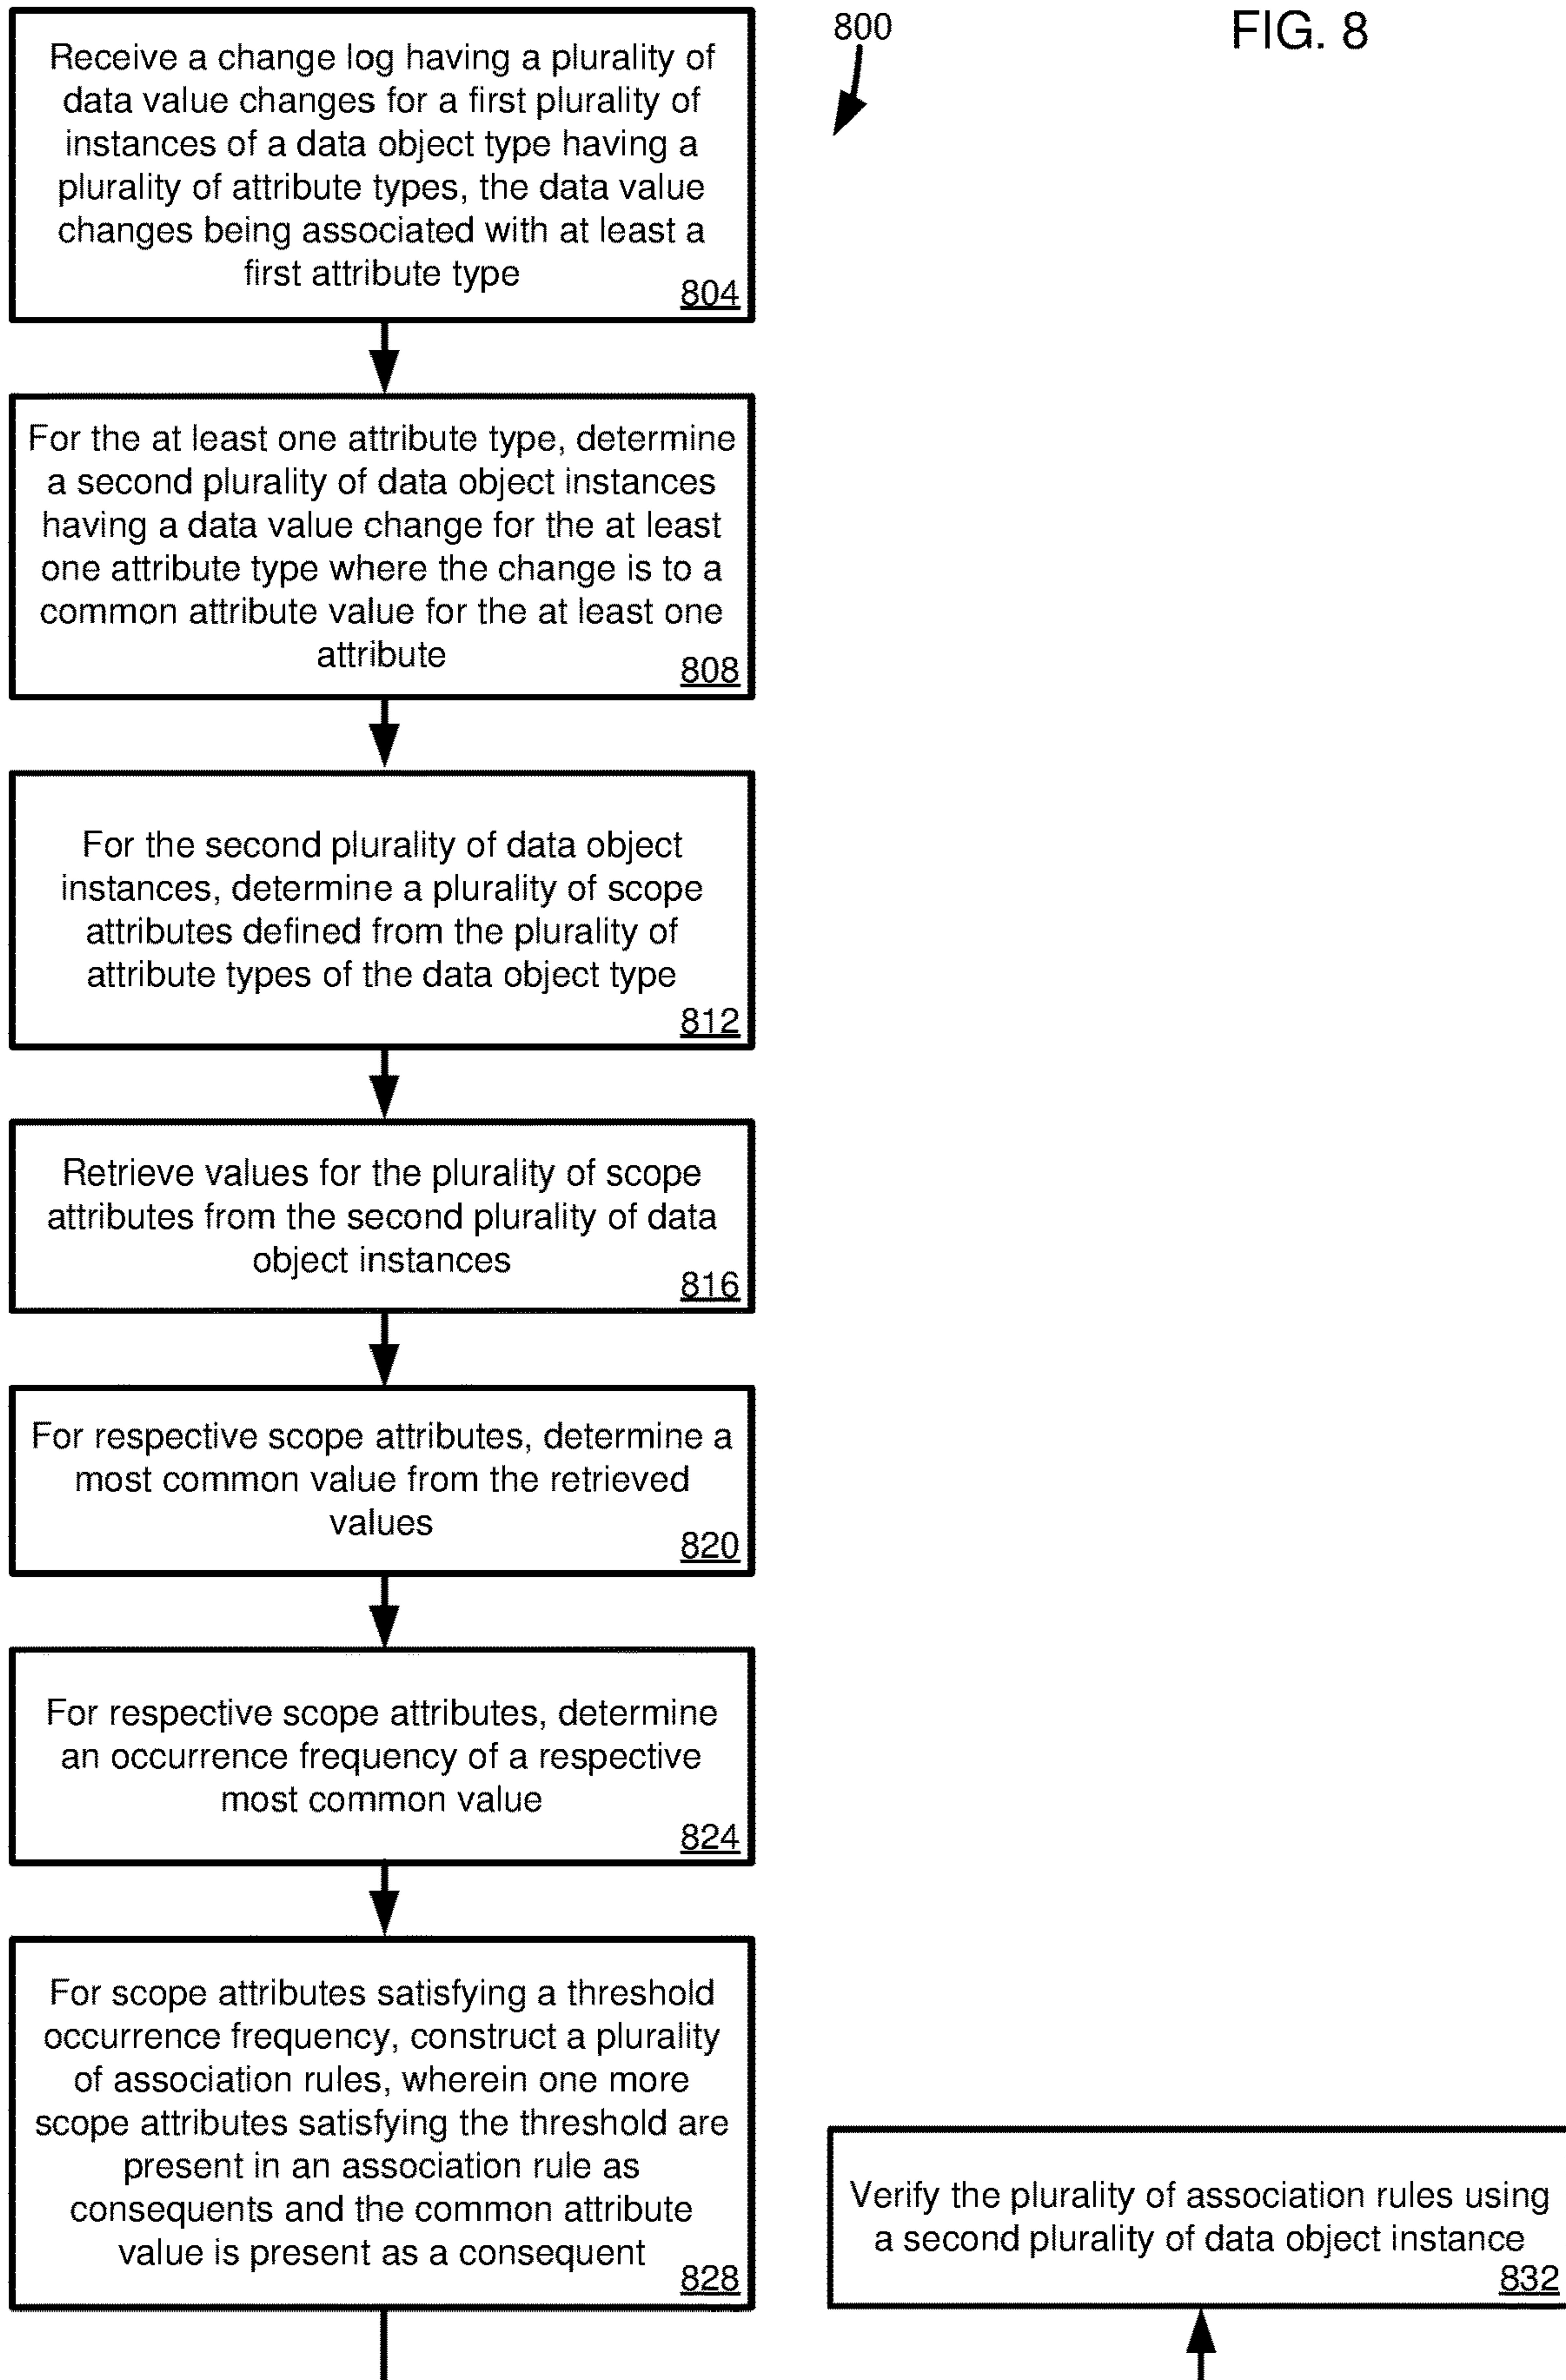 800
FIG. 8
Receive a change log having a plurality of
data value changes for a first plurality of
instances of a data object type having a
plurality of attribute types, the data value
changes being associated with at least a
first attribute type
804
For the at least one attribute type, determine
a second plurality of data object instances
having a data value change for the at least
one attribute type where the change is to a
common attribute value for the at least one
attribute
808
For the second plurality of data object
instances, determine a plurality of scope
attributes defined from the plurality of
attribute types of the data object type
812
Retrieve values for the plurality of scope
attributes from the second plurality of data
object instances
816
For respective scope attributes, determine a
most common value from the retrieved
values
820
For respective scope attributes, determine
an occurrence frequency of a respective
most common value
824
For scope attributes satisfying a threshold
occurrence frequency, construct a plurality
of association rules, wherein one more
scope attributes satisfying the threshold are
present in an association rule as
consequents and the common attribute
value is present as a consequent
828
Verify the plurality of association rules using
a second plurality of data object instance
832